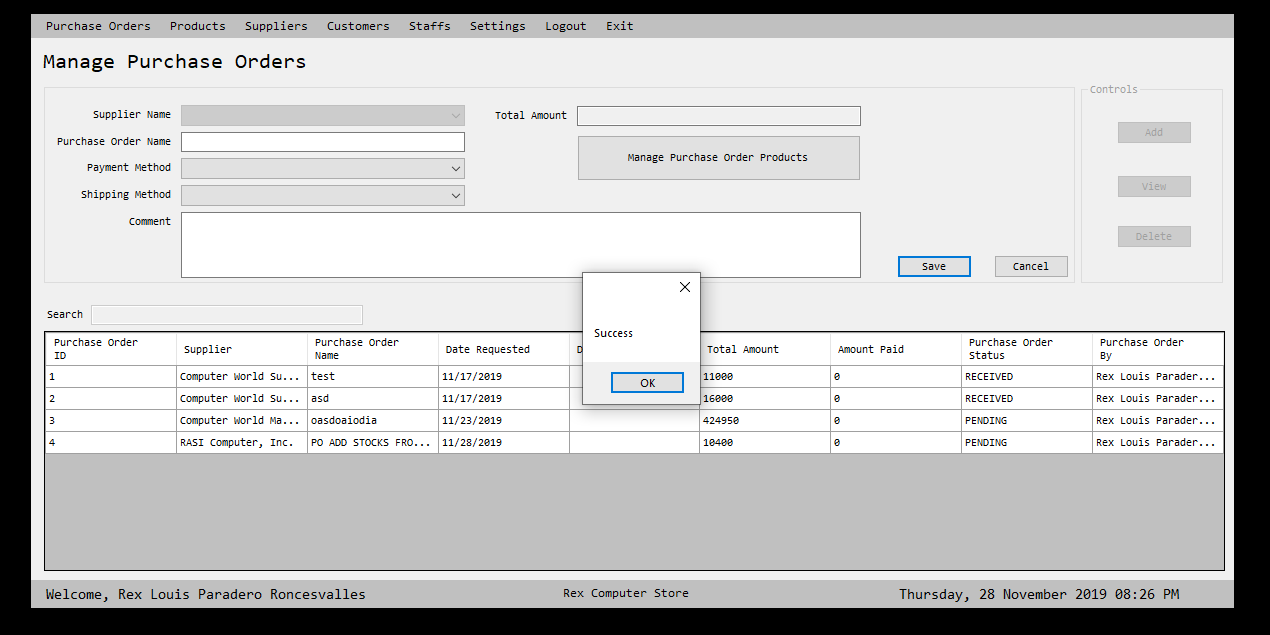 Purchase Orders Products Suppliers Customers Staffs Settings Logout Exit
Manage Purchase Orders
Controls
Supplier Name
Total Amount
Add
Purchase Order Name
Manage Purchase Order Products
Payment Method
View
Shipping Method
Comment
Delete
Save Cancel
Search
Success
OK
Purchase Order ID Supplier Purchase Order Name Date Requested D Total Amount Amount Paid Purchase Order Status Purchase Order By
1 Computer World Su... test 11/17/2019 11000 0 RECEIVED Rex Louis Parader...
2 Computer World Su... asd 11/17/2019 16000 0 RECEIVED Rex Louis Parader...
3 Computer World Ma... oasdoaiodia 11/23/2019 424950 0 PENDING Rex Louis Parader...
4 RASI Computer, Inc. PO ADD STOCKS FRO... 11/28/2019 10400 0 PENDING Rex Louis Parader...
Welcome, Rex Louis Paradero Roncesvalles Rex Computer Store Thursday, 28 November 2019 08:26 PM